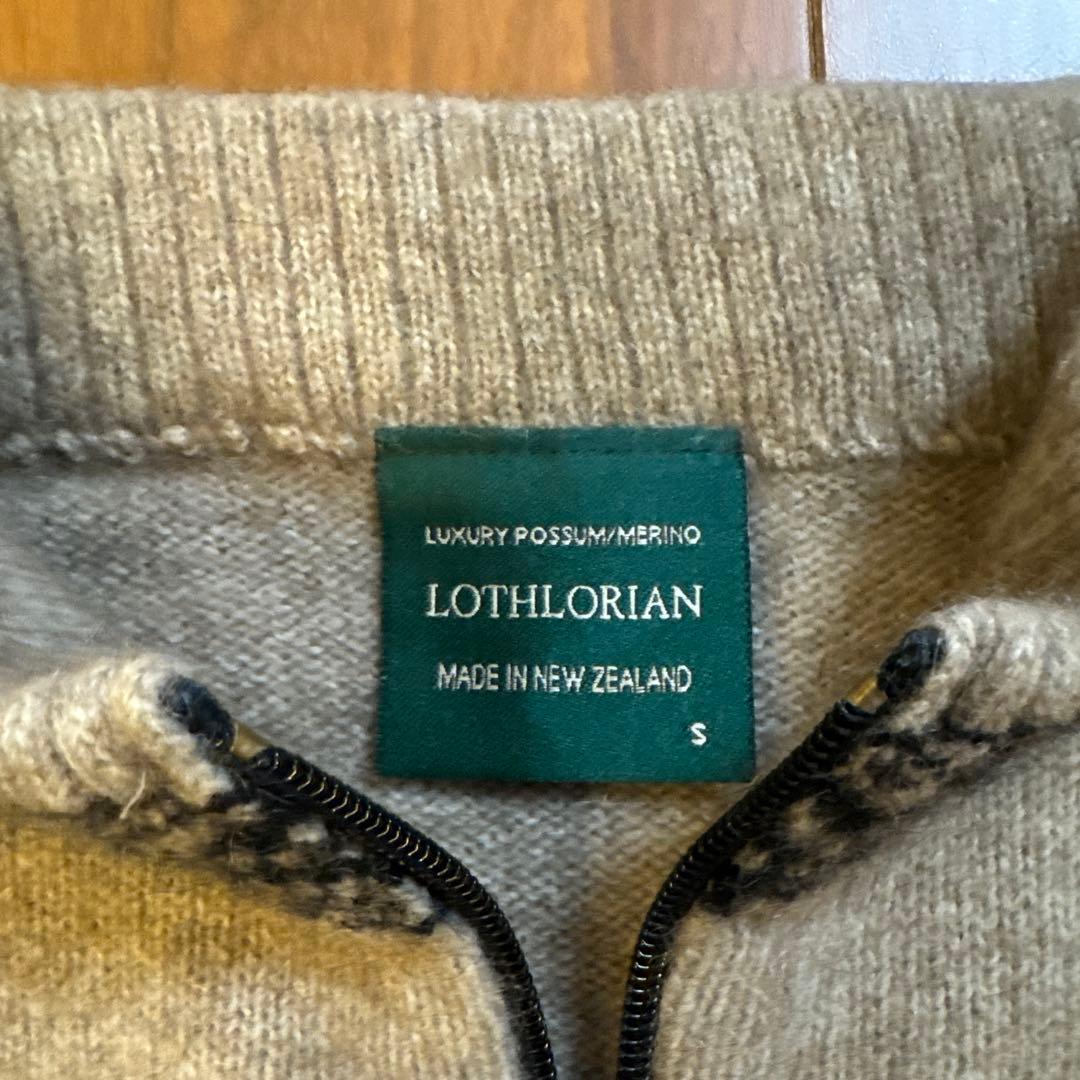 LUXURY POSSUM/MERINO
LOTHLORIAN
MADE IN NEW ZEALAND
S